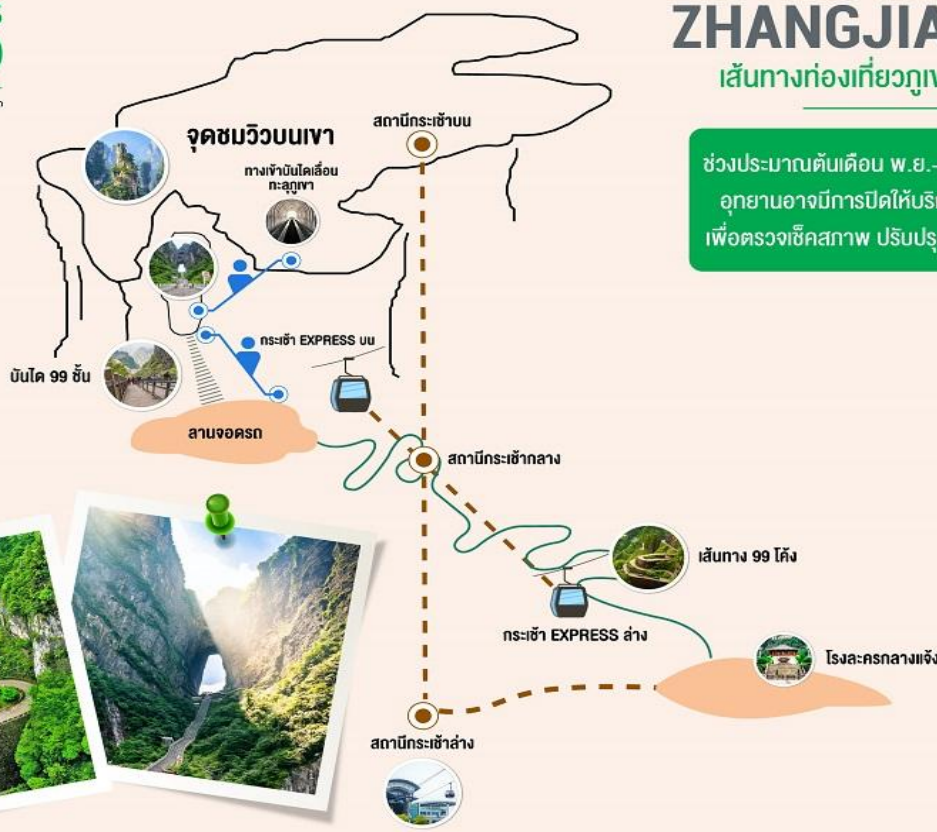 ZHANGJIA
เส้นทางท่องเที่ยวภูเข
ช่วงประมาณต้นเดือน พ.ย.-
อุทยานอาจมีการปิดให้บริ
เพื่อตรวจเช็คสภาพ ปรับปรุ
จุดชมวิวบนเขา
สถานีกระเช้าบน
ทางเข้าบันไดเลื่อน
ทะลุภูเขา
กระเช้า EXPRESS บน
บันได 99 ขั้น
ลานจอดรถ
สถานีกระเช้ากลาง
เส้นทาง 99 โค้ง
กระเช้า EXPRESS ล่าง
โรงละครกลางแจ้ง
สถานีกระเช้าล่าง